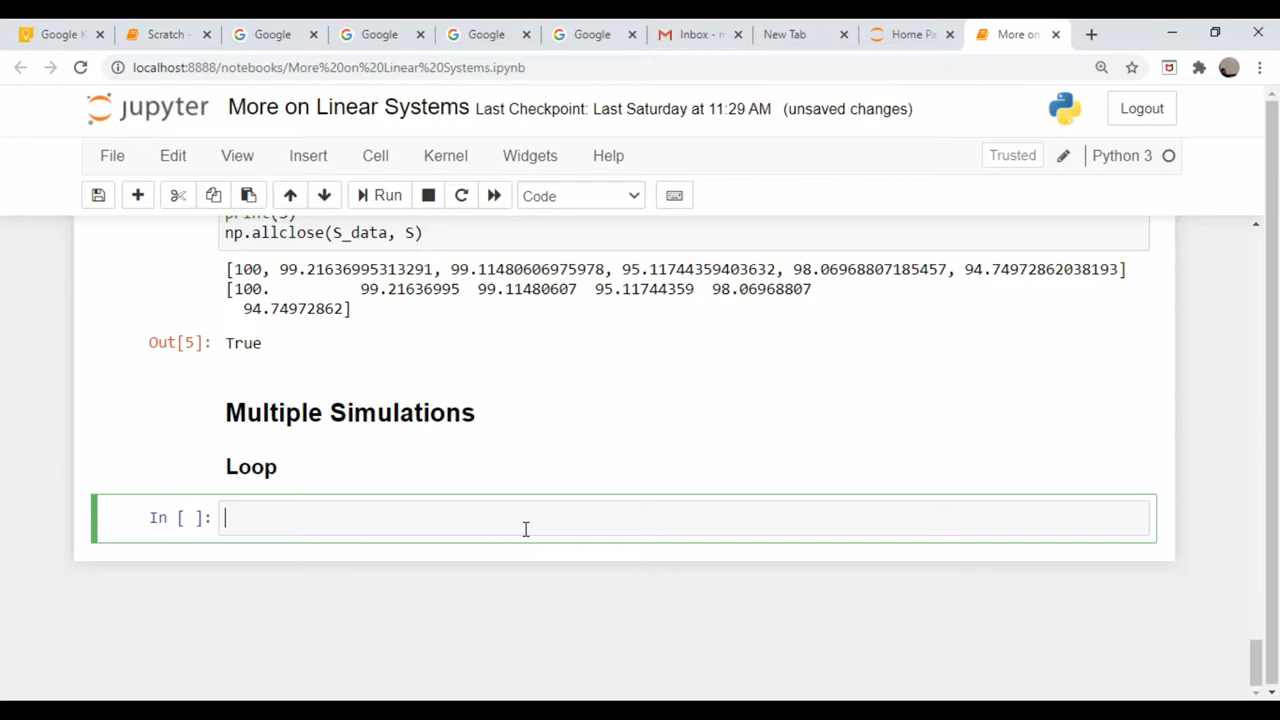 Google K
Scratch -
Google
Google
Google
Google
Inbox - m
New Tab
Home Pa
More on
localhost:8888/notebooks/More%20on%20Linear%20Systems.ipynb
jupyter More on Linear Systems Last Checkpoint: Last Saturday at 11:29 AM (unsaved changes)
Logout
File Edit View Insert Cell Kernel Widgets Help
Trusted
Python 3
Run
Code
print(S)
np.allclose(S_data, S)
[100, 99.21636995313291, 99.11480606975978, 95.11744359403632, 98.06968807185457, 94.74972862038193]
[100. 99.21636995 99.11480607 95.11744359 98.06968807
94.74972862]
Out[5]: True
Multiple Simulations
Loop
In [ ]: